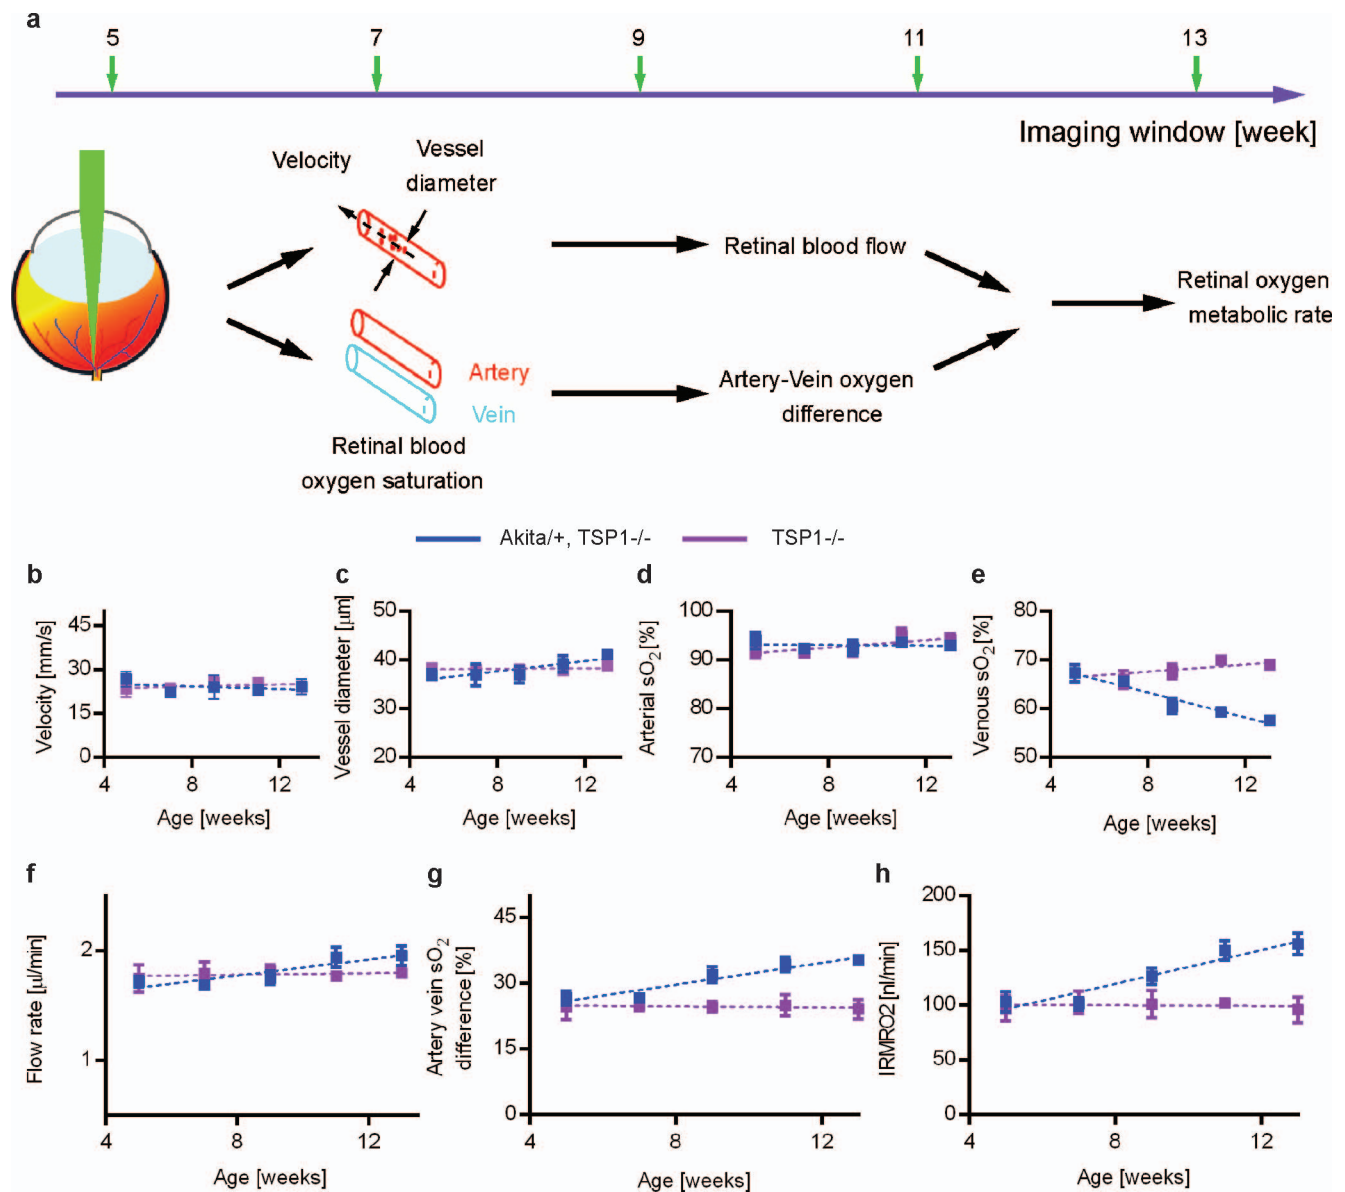 a
5 7 9 11 13
Imaging window [week]
Velocity
Vessel
diameter
Retinal blood flow
Retinal oxygen
metabolic rate
Artery
Vein
Artery-Vein oxygen
difference
Retinal blood
oxygen saturation
Akita/+, TSP1-/- TSP1-/-
b
Velocity [mm/s]
45
30
15
0
4 8 12
Age [weeks]
c
Vessel diameter [µm]
50
40
30
20
4 8 12
Age [weeks]
d
Arterial sO2[%]
100
90
80
70
4 8 12
Age [weeks]
e
Venous sO2[%]
80
70
60
50
4 8 12
Age [weeks]
f
Flow rate [µl/min]
2
1
4 8 12
Age [weeks]
g
Artery vein sO2
difference [%]
45
30
15
0
4 8 12
Age [weeks]
h
IRMRO2 [nl/min]
200
150
100
50
0
4 8 12
Age [weeks]